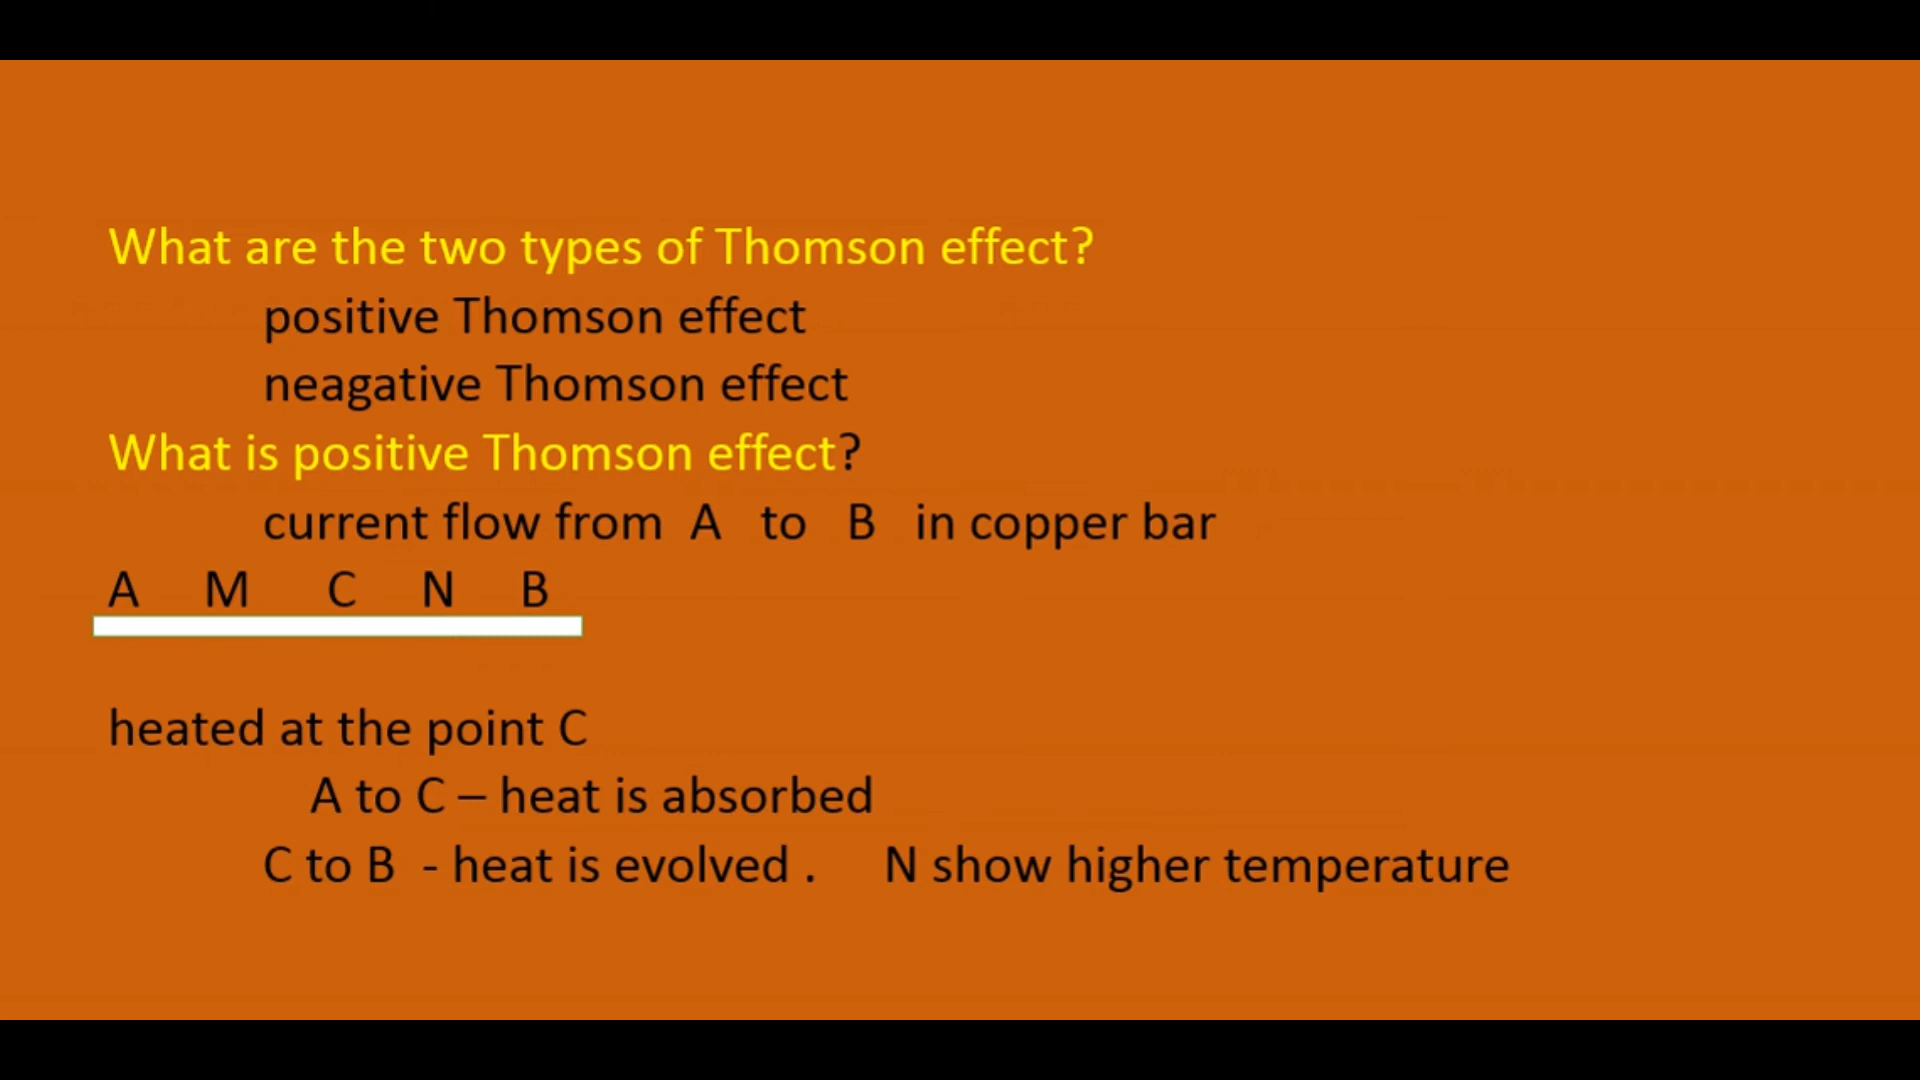 What are the two types of Thomson effect?
positive Thomson effect
neagative Thomson effect
What is positive Thomson effect?
current flow from A to B in copper bar
A M C N B
heated at the point C
A to C – heat is absorbed
C to B - heat is evolved . N show higher temperature